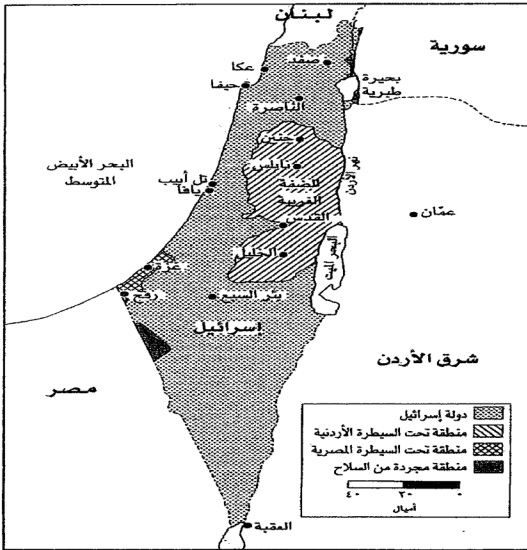 لبنان
سورية
صفد
عكا
حيفا
بحيرة
طبرية
الناصرة
جنين
نابلس
الضفة
الغربية
نهر الأردن
البحر الأبيض
المتوسط
تل أبيب
يافا
القدس
عمّان
البحر الميت
الخليل
غزة
رفح
بئر السبع
إسرائيل
شرق الأردن
مصر
دولة إسرائيل
منطقة تحت السيطرة الأردنية
منطقة تحت السيطرة المصرية
منطقة مجردة من السلاح
٤٠ ٢٠ ٠
أميال
العقبة